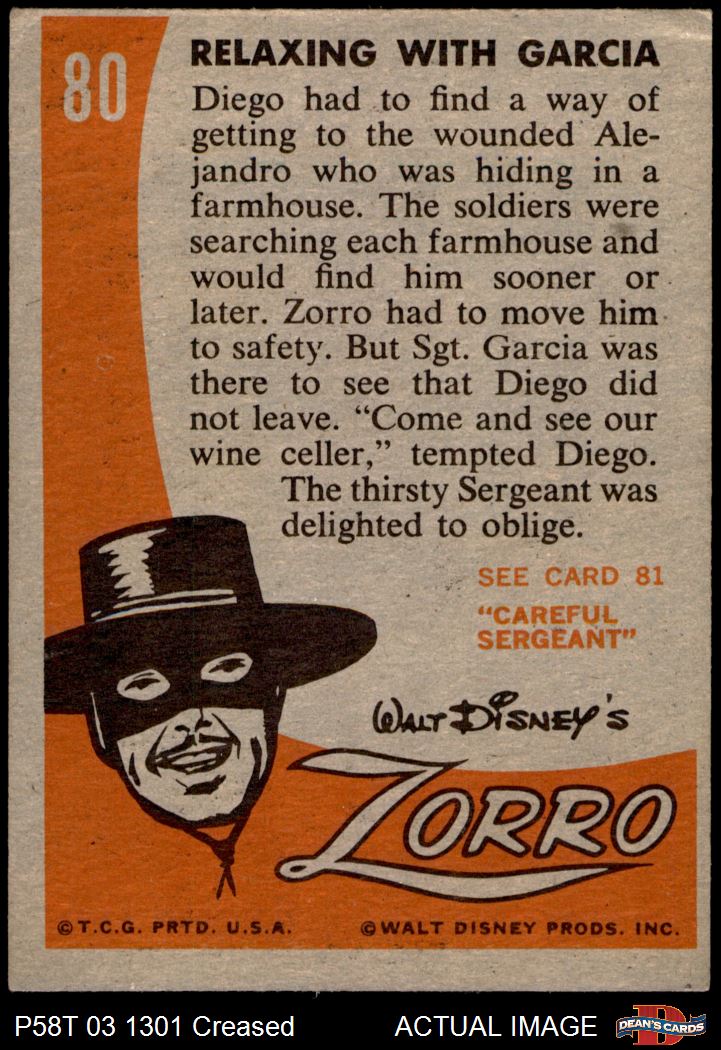 80
RELAXING WITH GARCIA
Diego had to find a way of
getting to the wounded Ale-
jandro who was hiding in a
farmhouse. The soldiers were
searching each farmhouse and
would find him sooner or
later. Zorro had to move him
to safety. But Sgt. Garcia was
there to see that Diego did
not leave. “Come and see our
wine celler,” tempted Diego.
The thirsty Sergeant was
delighted to oblige.
SEE CARD 81
“CAREFUL
SERGEANT”
WALT DISNEY'S
ZORRO
©T.C.G. PRTD. U.S.A.
©WALT DISNEY PRODS. INC.
P58T 03 1301 Creased
ACTUAL IMAGE
D
DEAN'S CARDS